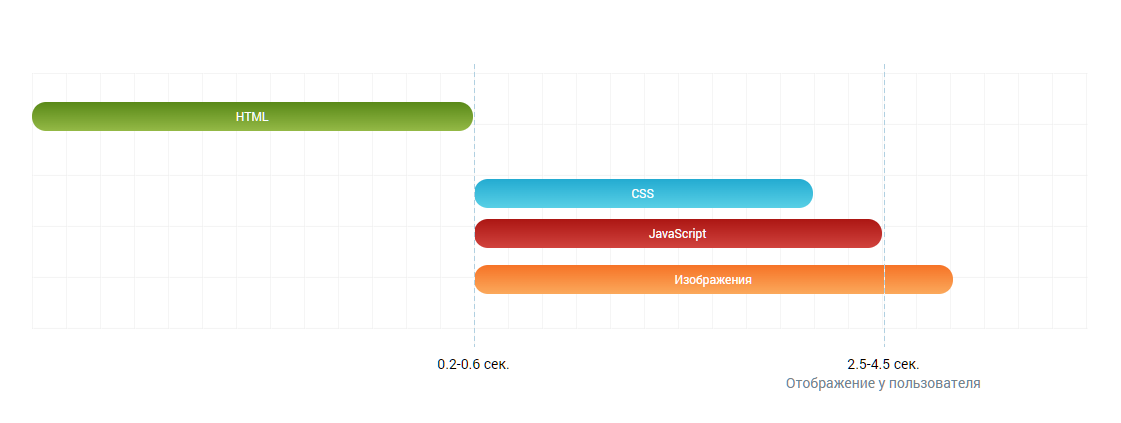 HTML
CSS
JavaScript
Изображения
0.2-0.6 сек.
2.5-4.5 сек.
Отображение у пользователя